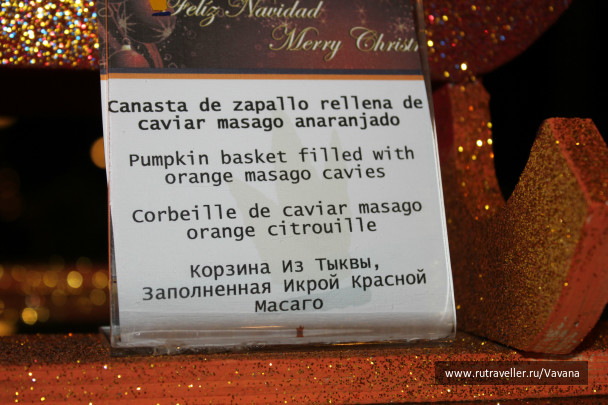 Feliz Navidad
Merry Christ
Canasta de zapallo rellena de
caviar masago anaranjado
Pumpkin basket filled with
orange masago cavies
Corbeille de caviar masago
orange citrouille
Корзина Из Тыквы,
Заполненная Икрой Красной
Масаго
www.rutraveller.ru/Vavana